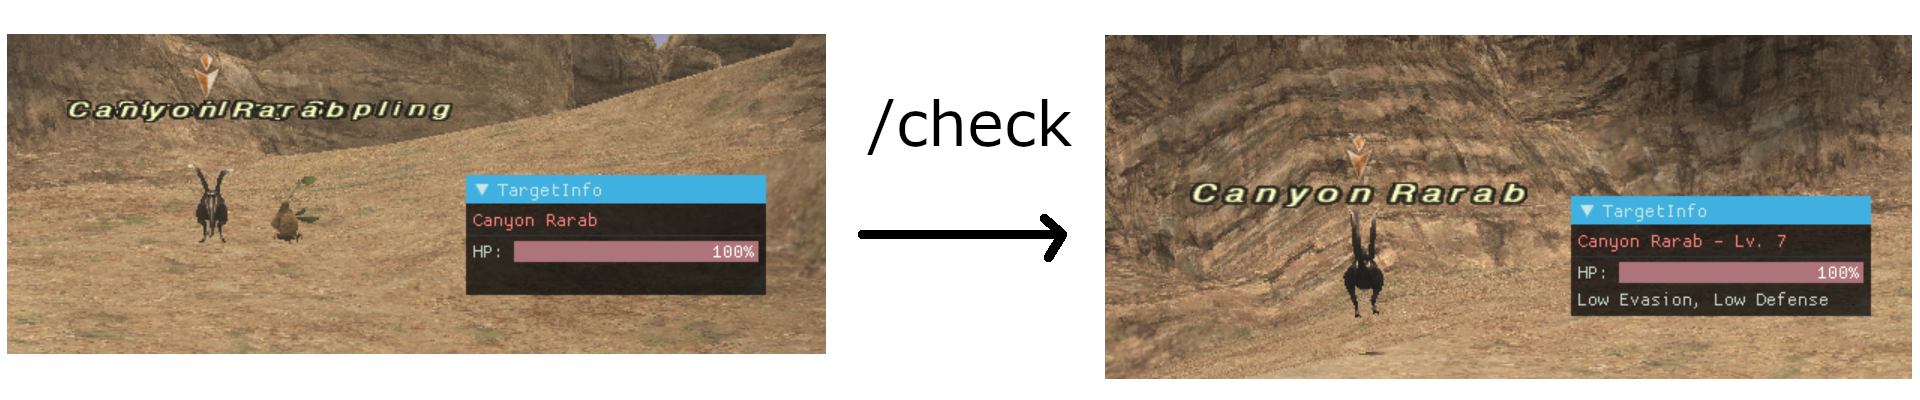 Canyon Rarab
▼ TargetInfo
Canyon Rarab
HP: 100%
/check
Canyon Rarab
▼ TargetInfo
Canyon Rarab - Lv. 7
HP: 100%
Low Evasion, Low Defense